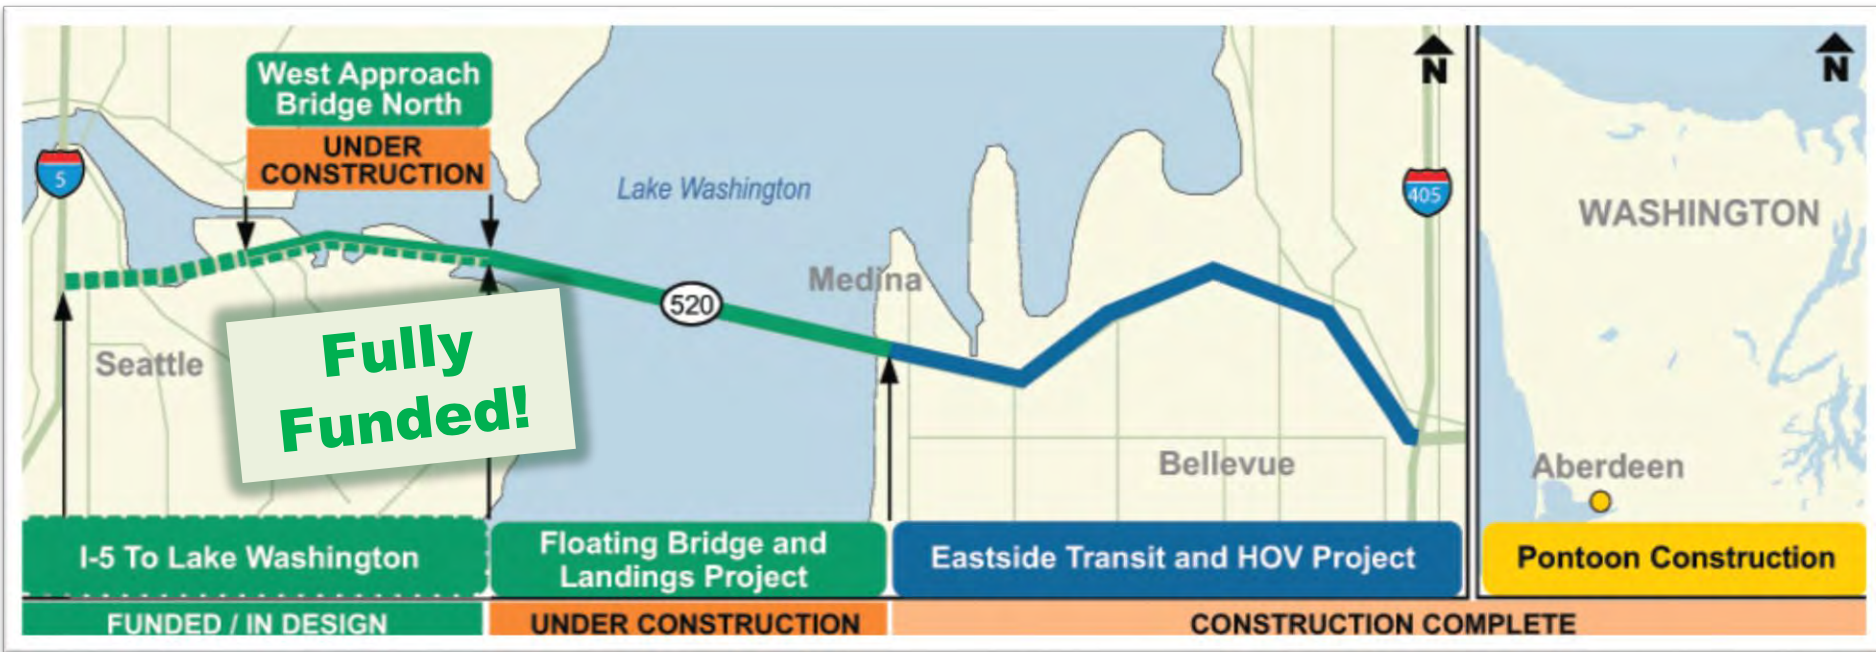 West Approach
Bridge North
UNDER
CONSTRUCTION
N
N
5
Lake Washington
405
WASHINGTON
Medina
520
Seattle
Fully
Funded!
Bellevue
Aberdeen
I-5 To Lake Washington
Floating Bridge and
Landings Project
Eastside Transit and HOV Project
Pontoon Construction
FUNDED / IN DESIGN
UNDER CONSTRUCTION
CONSTRUCTION COMPLETE